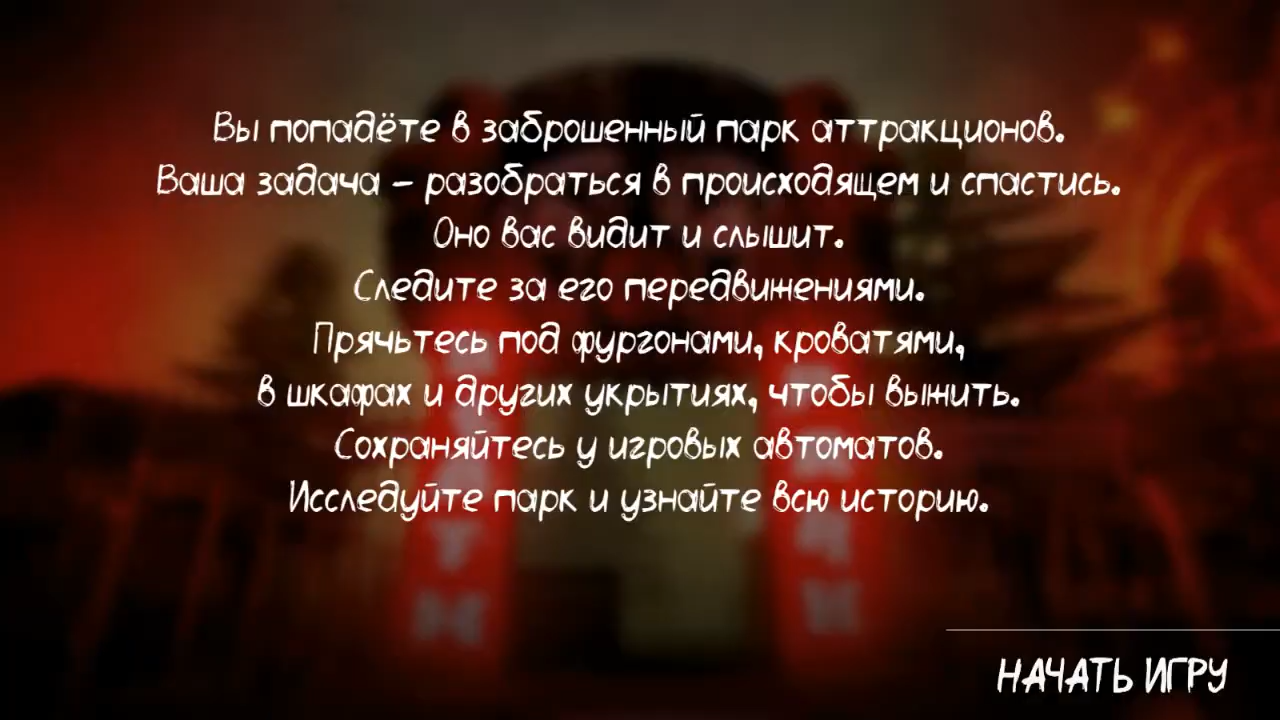 Вы попадёте в заброшенный парк аттракционов.
Ваша задача – разобраться в происходящем и спастись.
Оно вас видит и слышит.
Следите за его передвижениями.
Прячьтесь под фургонами, кроватями,
в шкафах и других укрытиях, чтобы выжить.
Сохраняйтесь у игровых автоматов.
Исследуйте парк и узнайте всю историю.
НАЧАТЬ ИГРУ